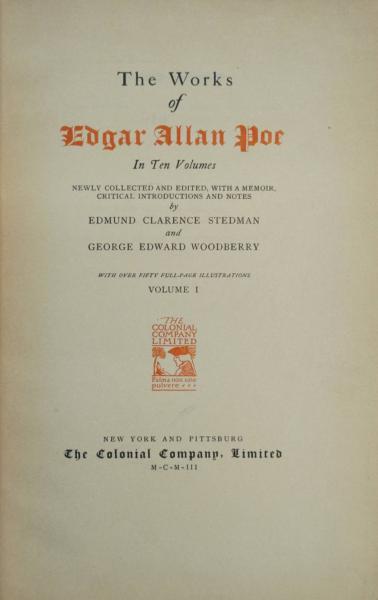 The Works
of
Edgar Allan Poe
In Ten Volumes
NEWLY COLLECTED AND EDITED, WITH A MEMOIR,
CRITICAL INTRODUCTIONS AND NOTES
by
EDMUND CLARENCE STEDMAN
and
GEORGE EDWARD WOODBERRY
WITH OVER FIFTY FULL-PAGE ILLUSTRATIONS
VOLUME I
THE
COLONIAL
COMPANY
LIMITED
Palma non sine
pulvere
NEW YORK AND PITTSBURG
The Colonial Company, Limited
M-C-M-III